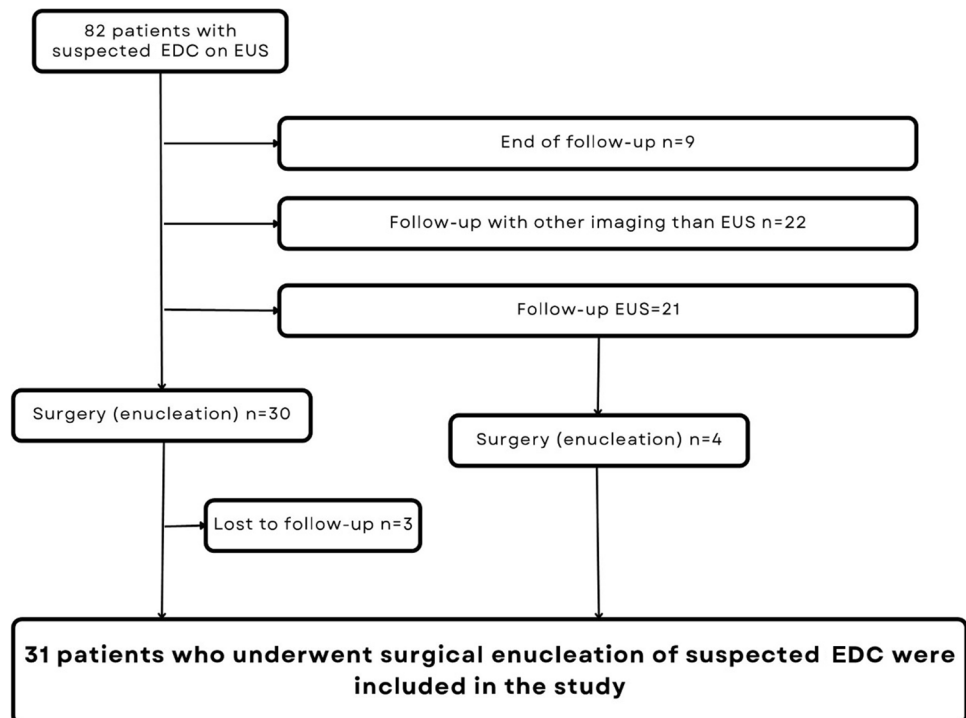 82 patients with
suspected EDC on EUS
End of follow-up n=9
Follow-up with other imaging than EUS n=22
Follow-up EUS=21
Surgery (enucleation) n=30
Surgery (enucleation) n=4
Lost to follow-up n=3
31 patients who underwent surgical enucleation of suspected EDC were
included in the study